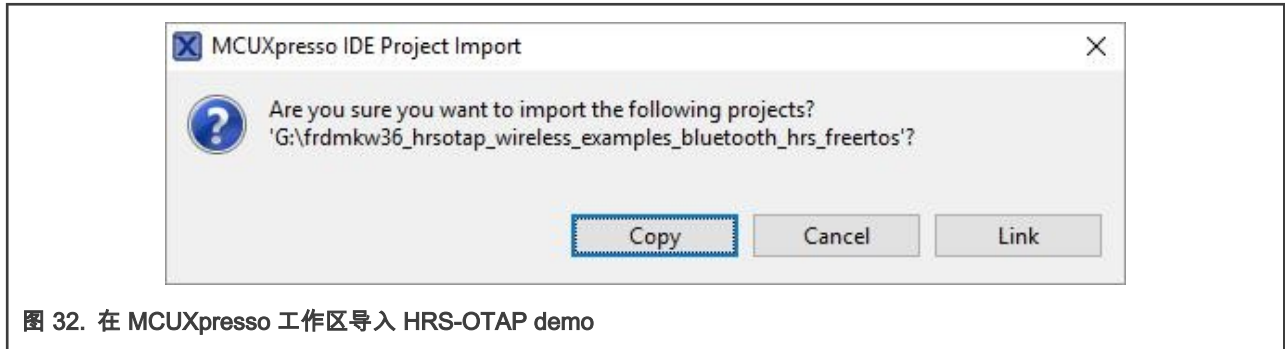 MCUXpresso IDE Project Import
Are you sure you want to import the following projects?
'G:\frdmkw36_hrsotap_wireless_examples_bluetooth_hrs_freertos'?
Copy Cancel Link
图 32. 在 MCUXpresso 工作区导入 HRS-OTAP demo